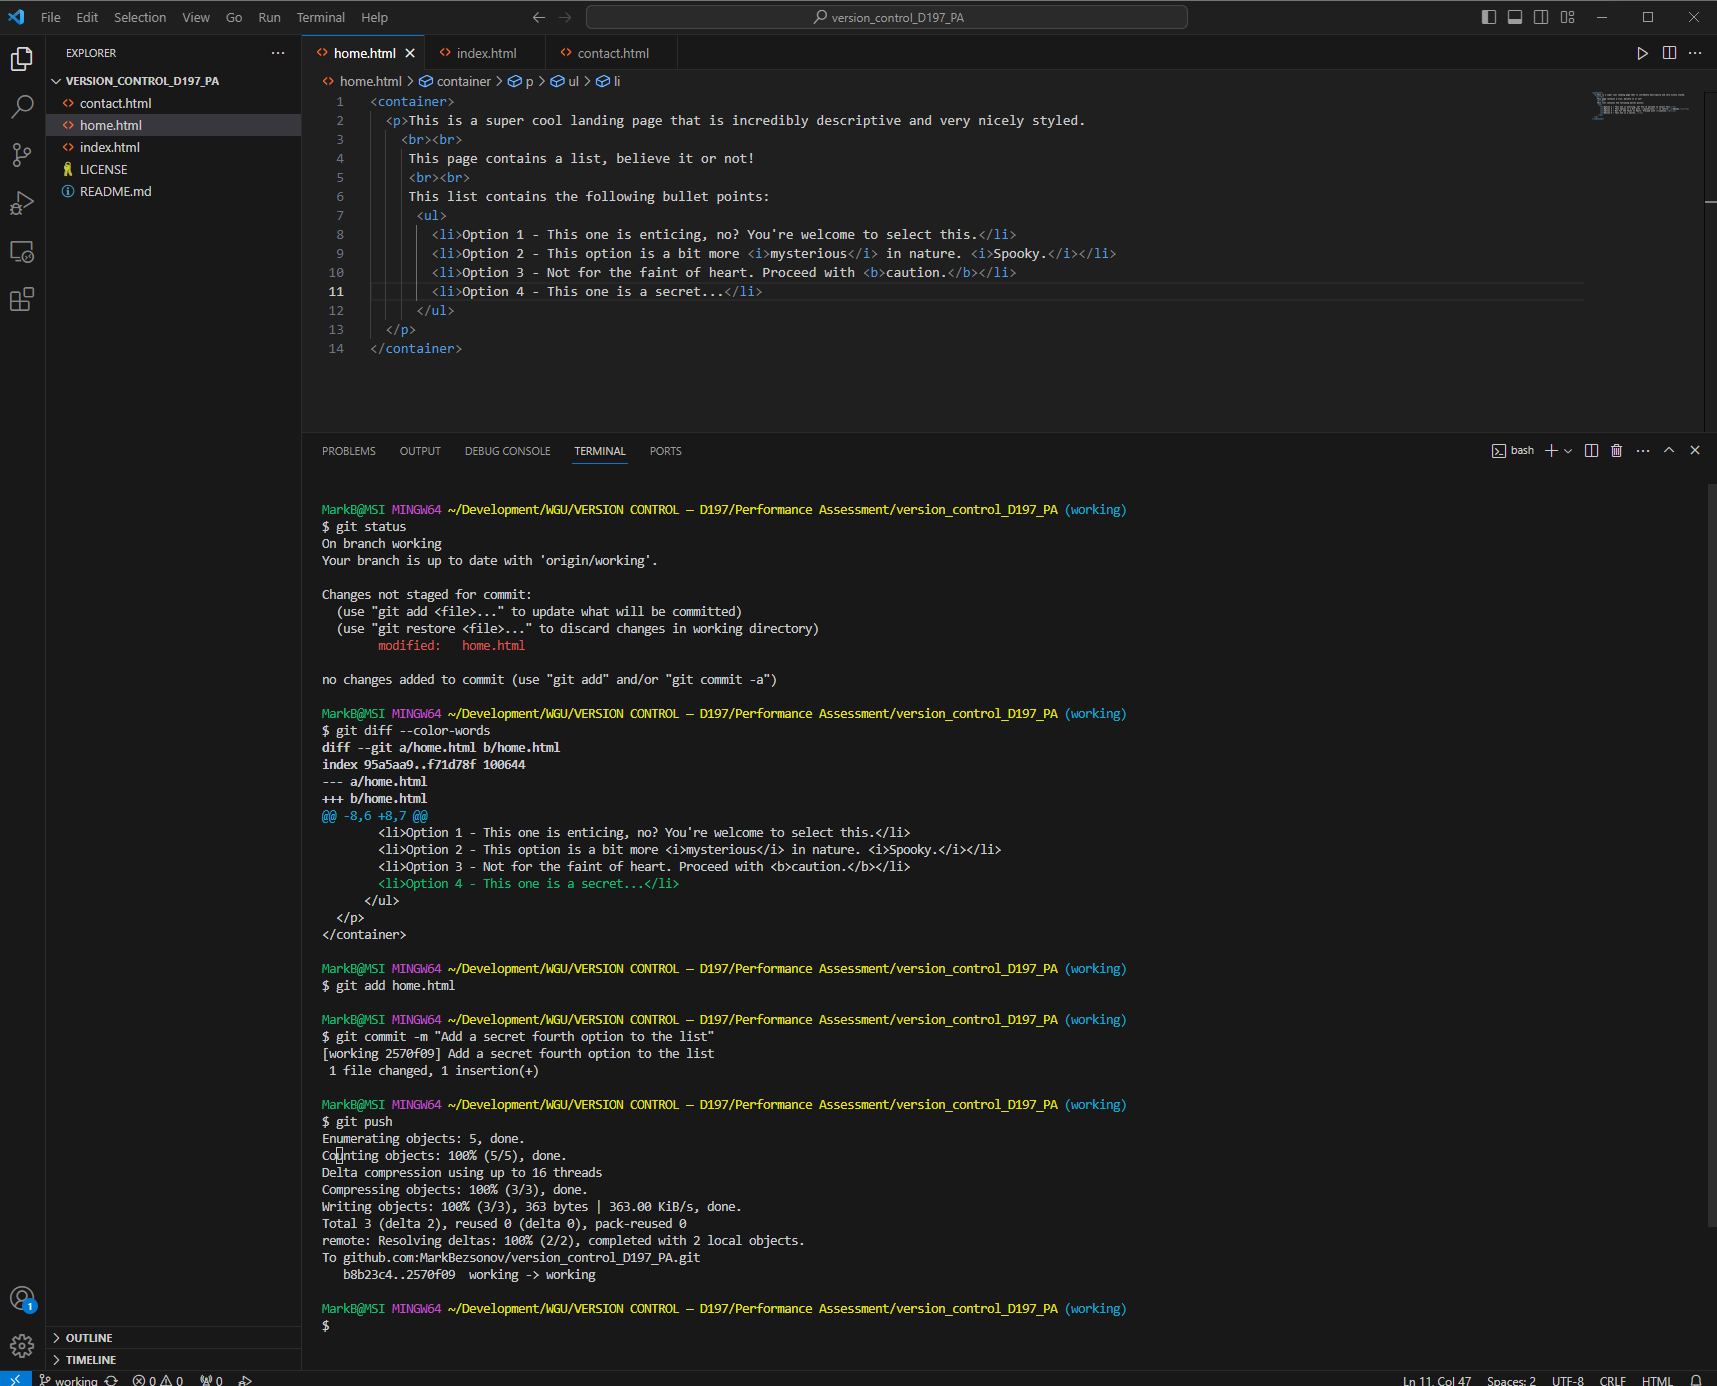 File Edit Selection View Go Run Terminal Help
version_control_D197_PA
EXPLORER
VERSION_CONTROL_D197_PA
contact.html
home.html
index.html
LICENSE
README.md
home.html
index.html
contact.html
home.html > container > p > ul > li
1 <container>
2 <p>This is a super cool landing page that is incredibly descriptive and very nicely styled.
3 <br><br>
4 This page contains a list, believe it or not!
5 <br><br>
6 This list contains the following bullet points:
7 <ul>
8 <li>Option 1 - This one is enticing, no? You're welcome to select this.</li>
9 <li>Option 2 - This option is a bit more <i>mysterious</i> in nature. <i>Spooky.</i></li>
10 <li>Option 3 - Not for the faint of heart. Proceed with <b>caution.</b></li>
11 <li>Option 4 - This one is a secret...</li>
12 </ul>
13 </p>
14 </container>
PROBLEMS OUTPUT DEBUG CONSOLE TERMINAL PORTS
bash
MarkB@MSI MINGW64 ~/Development/WGU/VERSION CONTROL – D197/Performance Assessment/version_control_D197_PA (working)
$ git status
On branch working
Your branch is up to date with 'origin/working'.
Changes not staged for commit:
(use "git add <file>..." to update what will be committed)
(use "git restore <file>..." to discard changes in working directory)
modified: home.html
no changes added to commit (use "git add" and/or "git commit -a")
MarkB@MSI MINGW64 ~/Development/WGU/VERSION CONTROL – D197/Performance Assessment/version_control_D197_PA (working)
$ git diff --color-words
diff --git a/home.html b/home.html
index 95a5aa9..f71d78f 100644
--- a/home.html
+++ b/home.html
@@ -8,6 +8,7 @@
<li>Option 1 - This one is enticing, no? You're welcome to select this.</li>
<li>Option 2 - This option is a bit more <i>mysterious</i> in nature. <i>Spooky.</i></li>
<li>Option 3 - Not for the faint of heart. Proceed with <b>caution.</b></li>
<li>Option 4 - This one is a secret...</li>
</ul>
</p>
</container>
MarkB@MSI MINGW64 ~/Development/WGU/VERSION CONTROL – D197/Performance Assessment/version_control_D197_PA (working)
$ git add home.html
MarkB@MSI MINGW64 ~/Development/WGU/VERSION CONTROL – D197/Performance Assessment/version_control_D197_PA (working)
$ git commit -m "Add a secret fourth option to the list"
[working 2570f09] Add a secret fourth option to the list
1 file changed, 1 insertion(+)
MarkB@MSI MINGW64 ~/Development/WGU/VERSION CONTROL – D197/Performance Assessment/version_control_D197_PA (working)
$ git push
Enumerating objects: 5, done.
Counting objects: 100% (5/5), done.
Delta compression using up to 16 threads
Compressing objects: 100% (3/3), done.
Writing objects: 100% (3/3), 363 bytes | 363.00 KiB/s, done.
Total 3 (delta 2), reused 0 (delta 0), pack-reused 0
remote: Resolving deltas: 100% (2/2), completed with 2 local objects.
To github.com:MarkBezsonov/version_control_D197_PA.git
b8b23c4..2570f09 working -> working
MarkB@MSI MINGW64 ~/Development/WGU/VERSION CONTROL – D197/Performance Assessment/version_control_D197_PA (working)
$
1
OUTLINE
TIMELINE
working 0 0 0 Ln 11, Col 47 Spaces: 2 UTF-8 CRLF HTML